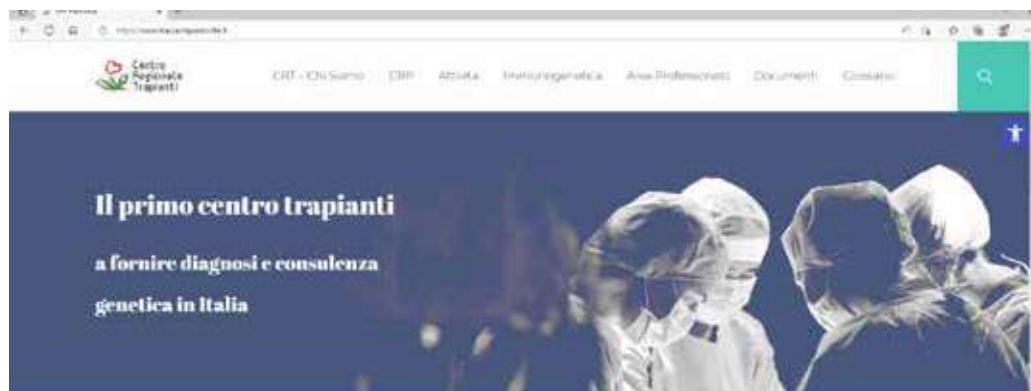 Centro
Regionale
Trapianti
CRT - Chi Siamo
CRP
Attività
Immunogenetica
Area Professionisti
Documenti
Glossario
Il primo centro trapianti
a fornire diagnosi e consulenza
genetica in Italia